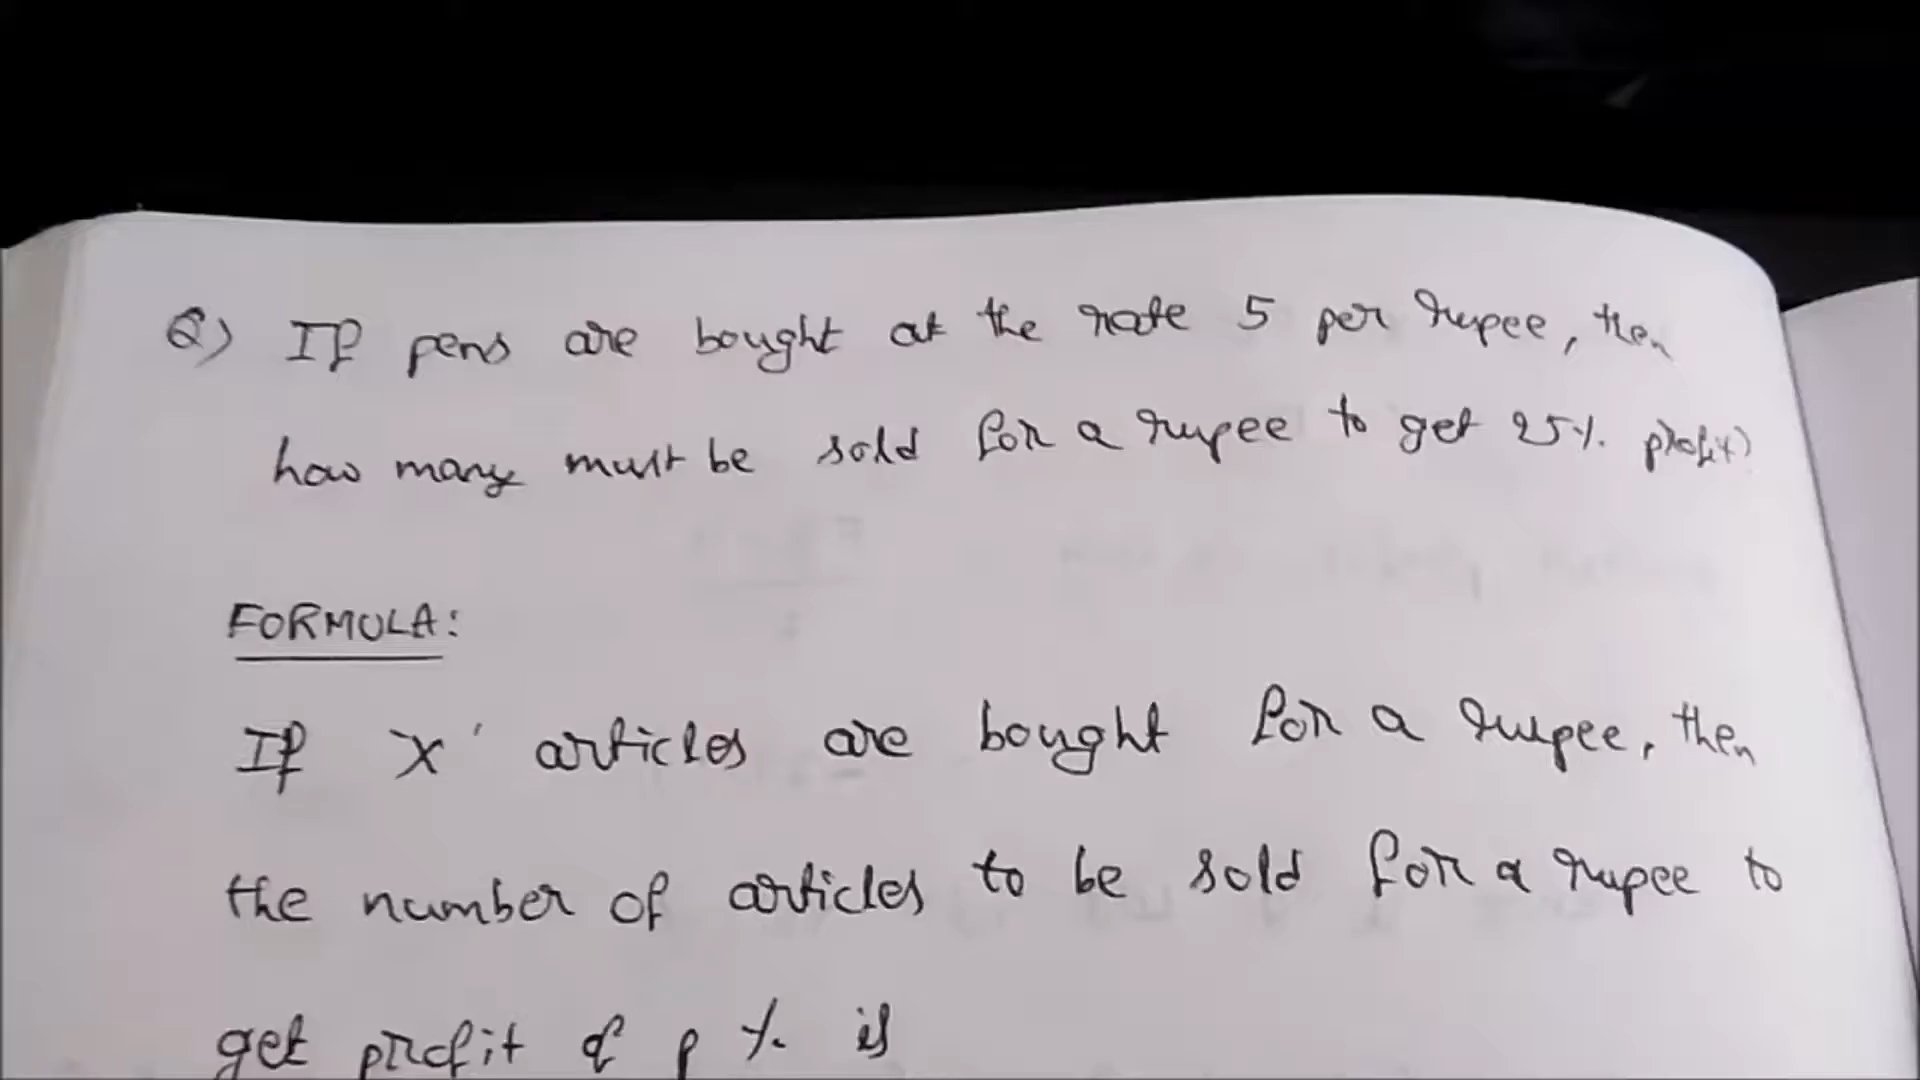 Q) If pens are bought at the rate 5 per rupee, then
how many must be sold for a rupee to get 25% profit?
FORMULA:
If 'X' articles are bought for a rupee, then
the number of articles to be sold for a rupee to
get profit of p % is